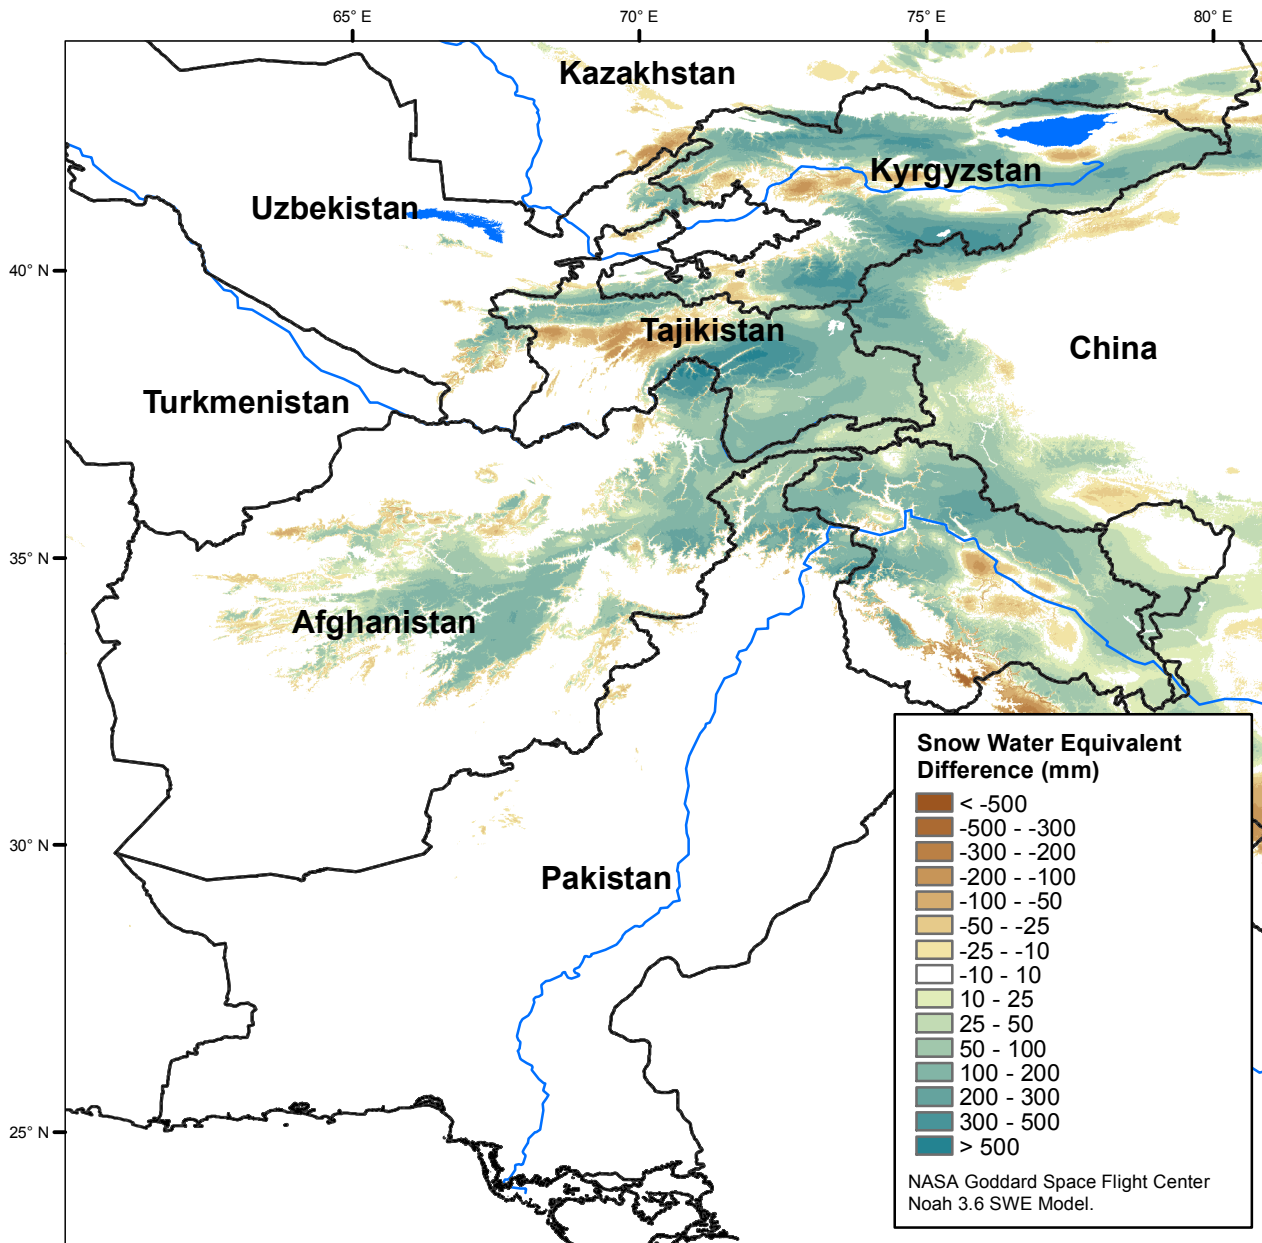 65° E
70° E
75° E
80° E
Kazakhstan
Kyrgyzstan
Uzbekistan
40° N
Tajikistan
China
Turkmenistan
35° N
Afghanistan
Snow Water Equivalent
Difference (mm)
< -500
-500 - -300
-300 - -200
-200 - -100
-100 - -50
-50 - -25
-25 - -10
-10 - 10
10 - 25
25 - 50
50 - 100
100 - 200
200 - 300
300 - 500
> 500
NASA Goddard Space Flight Center
Noah 3.6 SWE Model.
30° N
Pakistan
25° N